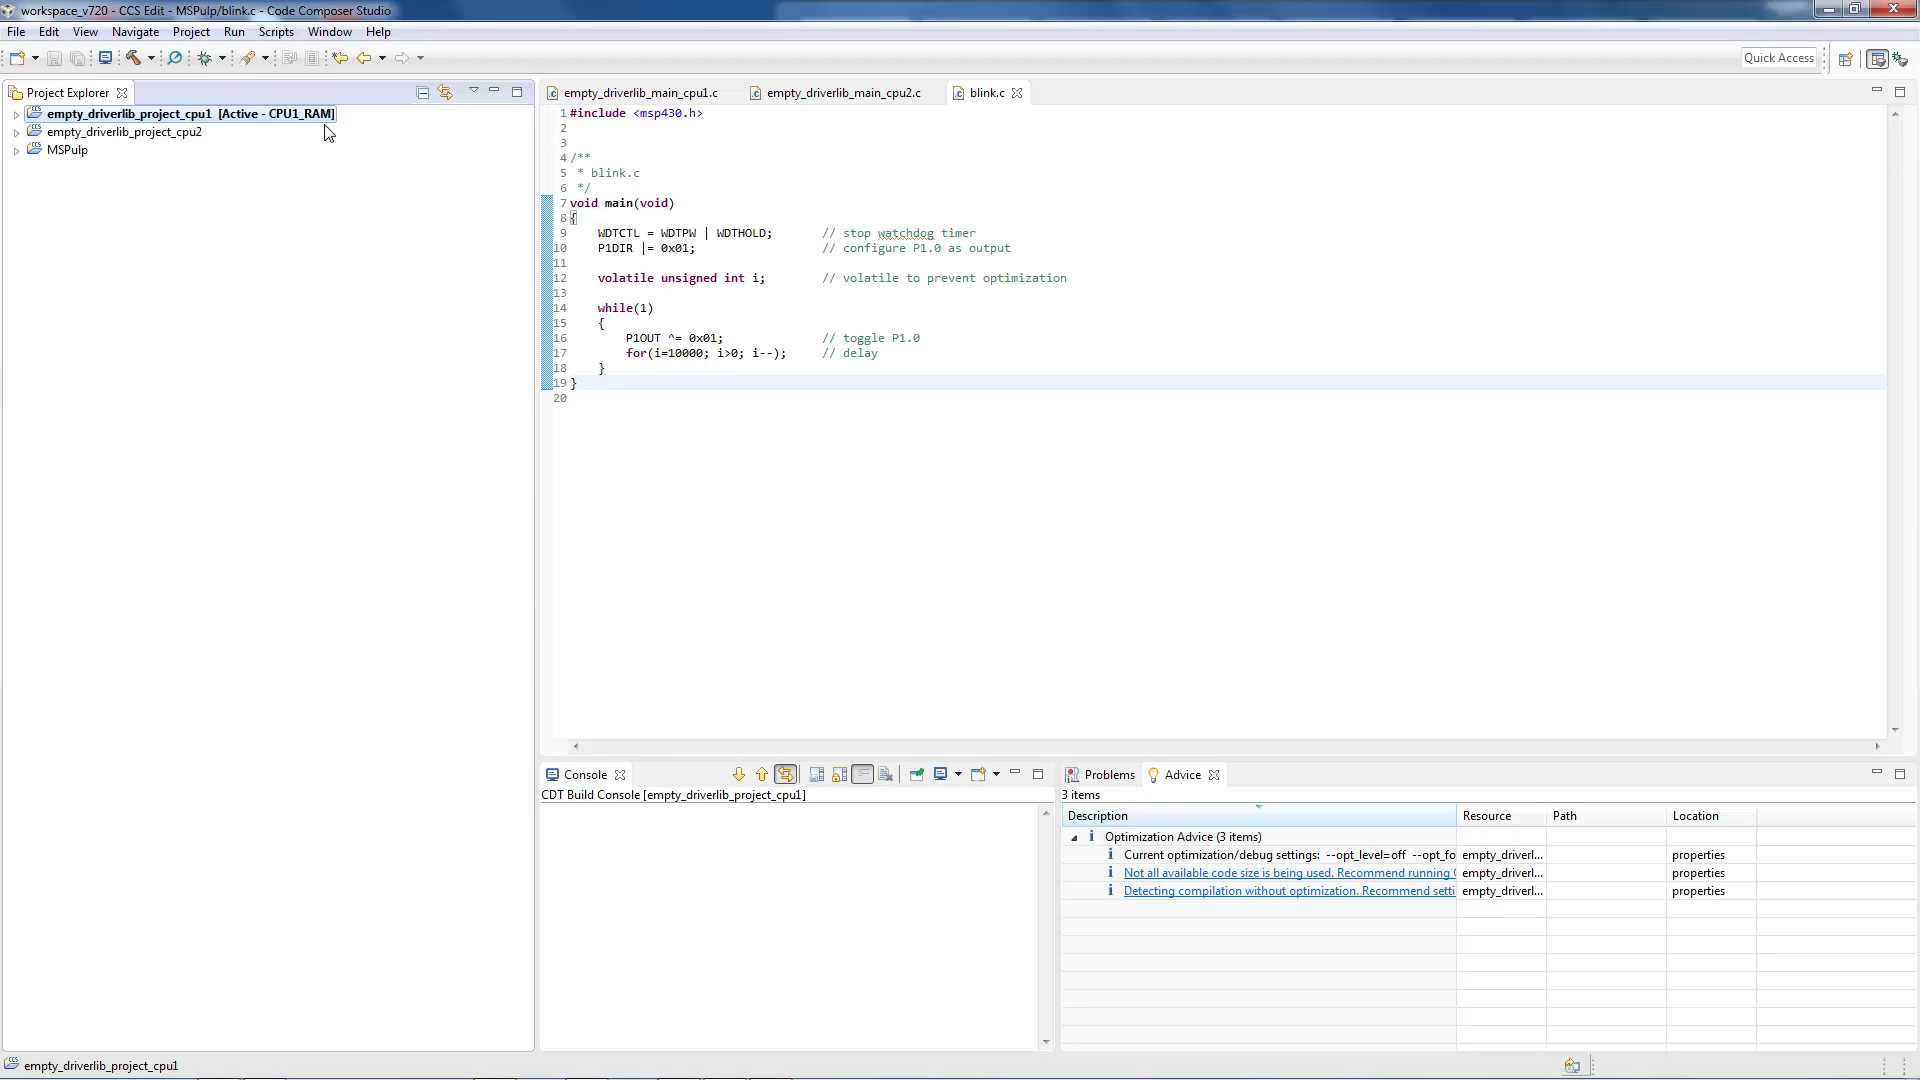 workspace_v720 - CCS Edit - MSPulp/blink.c - Code Composer Studio
File Edit View Navigate Project Run Scripts Window Help
Quick Access
Project Explorer
empty_driverlib_project_cpu1 [Active - CPU1_RAM]
empty_driverlib_project_cpu2
MSPulp
empty_driverlib_main_cpu1.c empty_driverlib_main_cpu2.c blink.c
1 #include <msp430.h>
2
3
4 /**
5 * blink.c
6 */
7 void main(void)
8 {
9 WDTCTL = WDTPW | WDTHOLD; // stop watchdog timer
10 P1DIR |= 0x01; // configure P1.0 as output
11
12 volatile unsigned int i; // volatile to prevent optimization
13
14 while(1)
15 {
16 P1OUT ^= 0x01; // toggle P1.0
17 for(i=10000; i>0; i--); // delay
18 }
19 }
20
Console
CDT Build Console [empty_driverlib_project_cpu1]
Problems Advice
3 items
Description Resource Path Location
Optimization Advice (3 items)
Current optimization/debug settings: --opt_level=off --opt_fo empty_driverl... properties
Not all available code size is being used. Recommend running empty_driverl... properties
Detecting compilation without optimization. Recommend setti empty_driverl... properties
empty_driverlib_project_cpu1